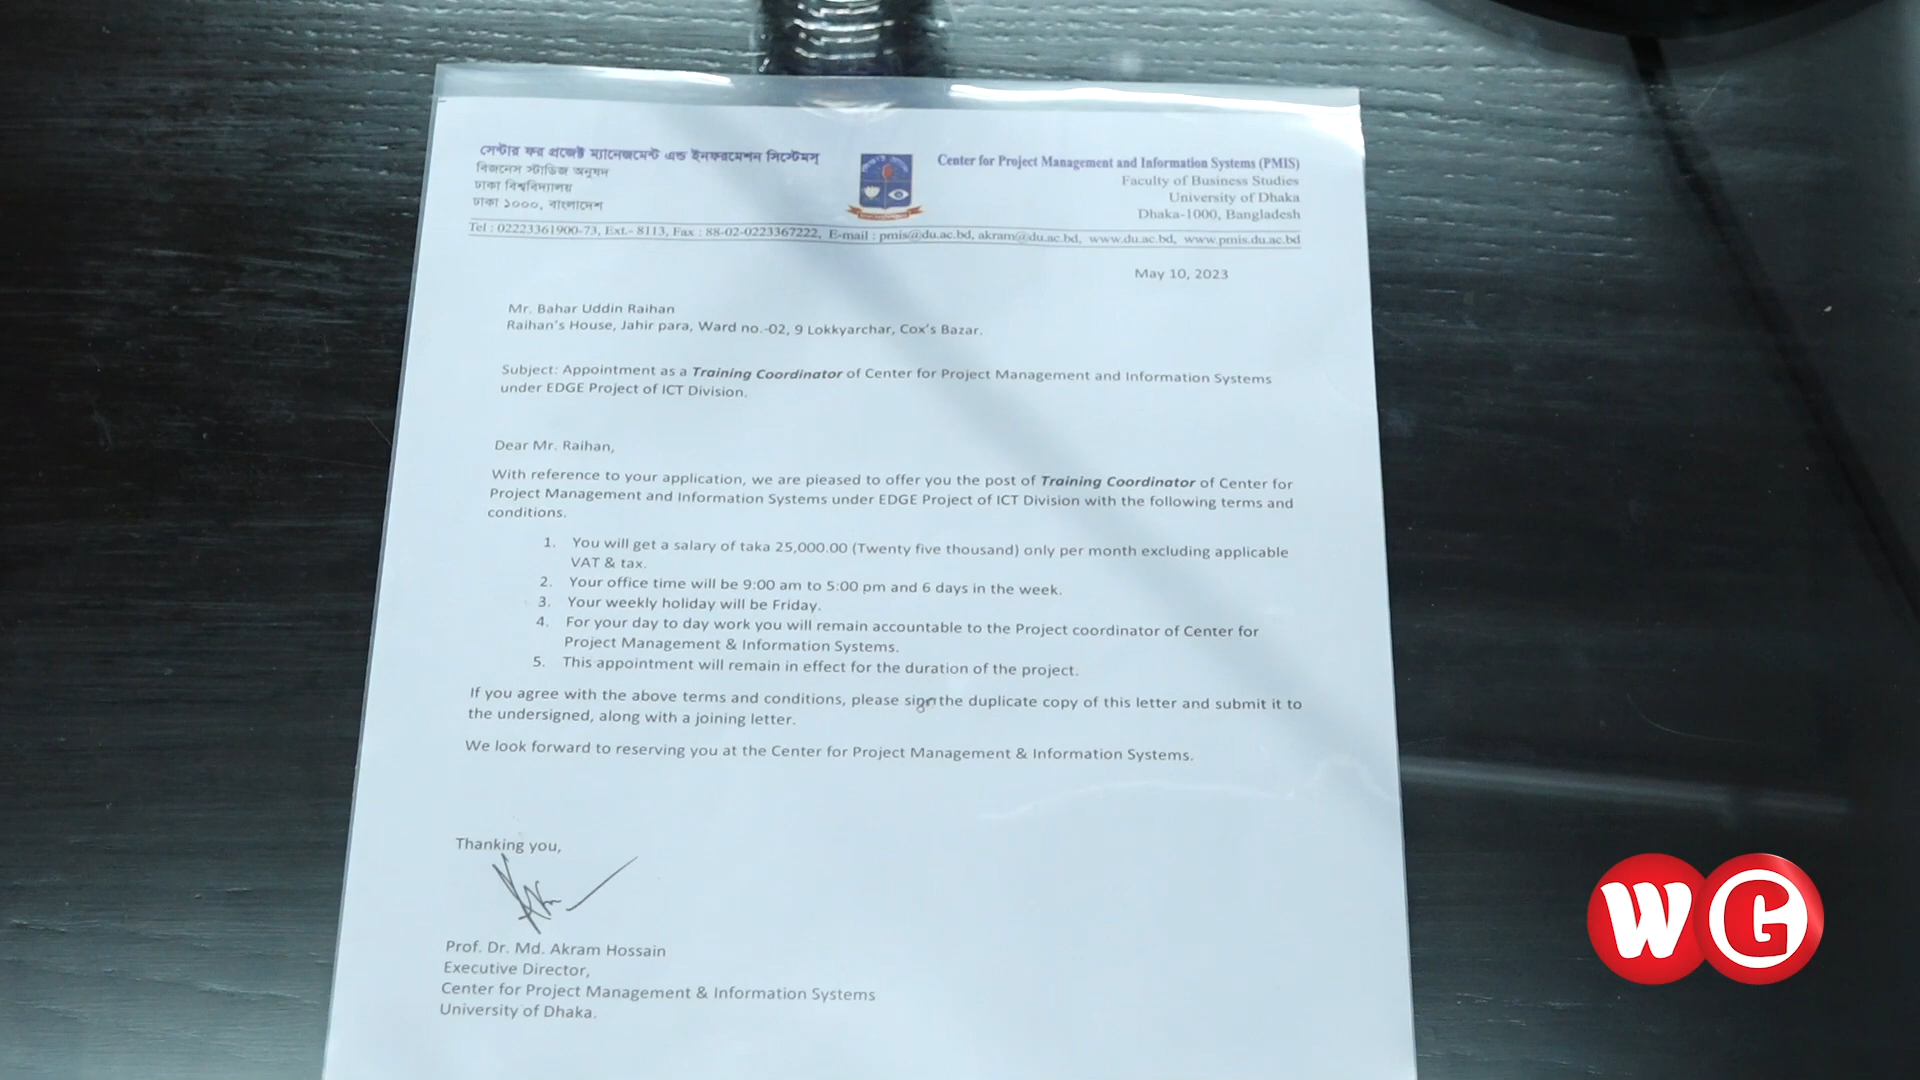 সেন্টার ফর প্রজেক্ট ম্যানেজমেন্ট এন্ড ইনফরমেশন সিস্টেমস্
বিজনেস স্টাডিজ অনুষদ
ঢাকা বিশ্ববিদ্যালয়
ঢাকা ১০০০, বাংলাদেশ
Center for Project Management and Information Systems (PMIS)
Faculty of Business Studies
University of Dhaka
Dhaka-1000, Bangladesh
Tel : 02223361900-73, Ext.- 8113, Fax : 88-02-0223367222, E-mail : pmis@du.ac.bd, akram@du.ac.bd, www.du.ac.bd, www.pmis.du.ac.bd
May 10, 2023
Mr. Bahar Uddin Raihan
Raihan's House, Jahir para, Ward no.-02, 9 Lokkyarchar, Cox's Bazar.
Subject: Appointment as a Training Coordinator of Center for Project Management and Information Systems
under EDGE Project of ICT Division.
Dear Mr. Raihan,
With reference to your application, we are pleased to offer you the post of Training Coordinator of Center for
Project Management and Information Systems under EDGE Project of ICT Division with the following terms and
conditions.
1. You will get a salary of taka 25,000.00 (Twenty five thousand) only per month excluding applicable
VAT & tax.
2. Your office time will be 9:00 am to 5:00 pm and 6 days in the week.
3. Your weekly holiday will be Friday.
4. For your day to day work you will remain accountable to the Project coordinator of Center for
Project Management & Information Systems.
5. This appointment will remain in effect for the duration of the project.
If you agree with the above terms and conditions, please sign the duplicate copy of this letter and submit it to
the undersigned, along with a joining letter.
We look forward to reserving you at the Center for Project Management & Information Systems.
Thanking you,
Prof. Dr. Md. Akram Hossain
Executive Director,
Center for Project Management & Information Systems
University of Dhaka.
WG